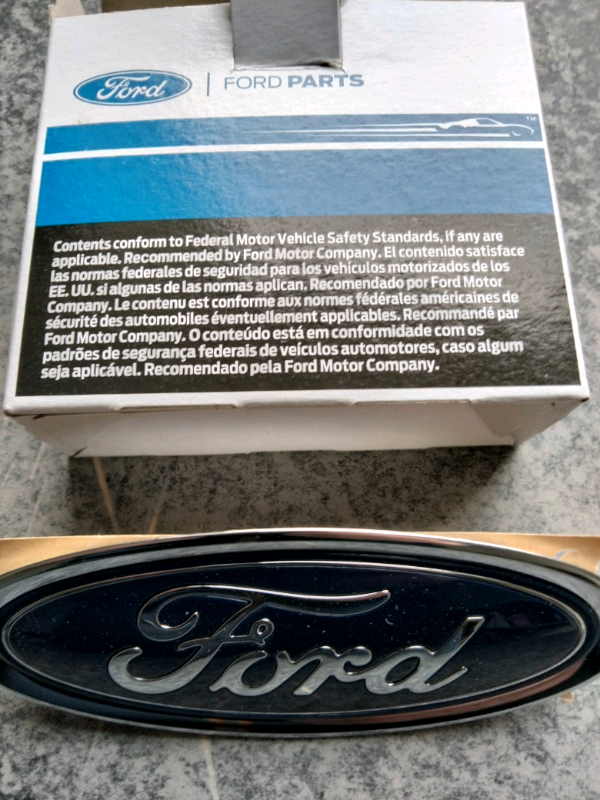 Ford | FORD PARTS
TM
Contents conform to Federal Motor Vehicle Safety Standards, if any are
applicable. Recommended by Ford Motor Company. El contenido satisface
las normas federales de seguridad para los vehículos motorizados de los
EE. UU. si algunas de las normas aplican. Recomendado por Ford Motor
Company. Le contenu est conforme aux normes fédérales américaines de
sécurité des automobiles éventuellement applicables. Recommandé par
Ford Motor Company. O conteúdo está em conformidade com os
padrões de segurança federais de veículos automotores, caso algum
seja aplicável. Recomendado pela Ford Motor Company.
Ford